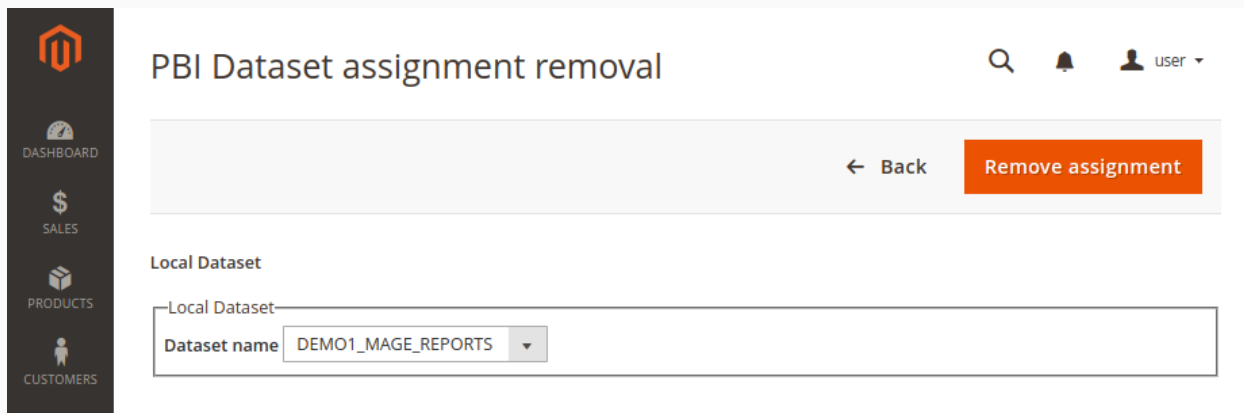 PBI Dataset assignment removal
user
DASHBOARD
← Back
Remove assignment
SALES
Local Dataset
PRODUCTS
Local Dataset
Dataset name DEMO1_MAGE_REPORTS
CUSTOMERS